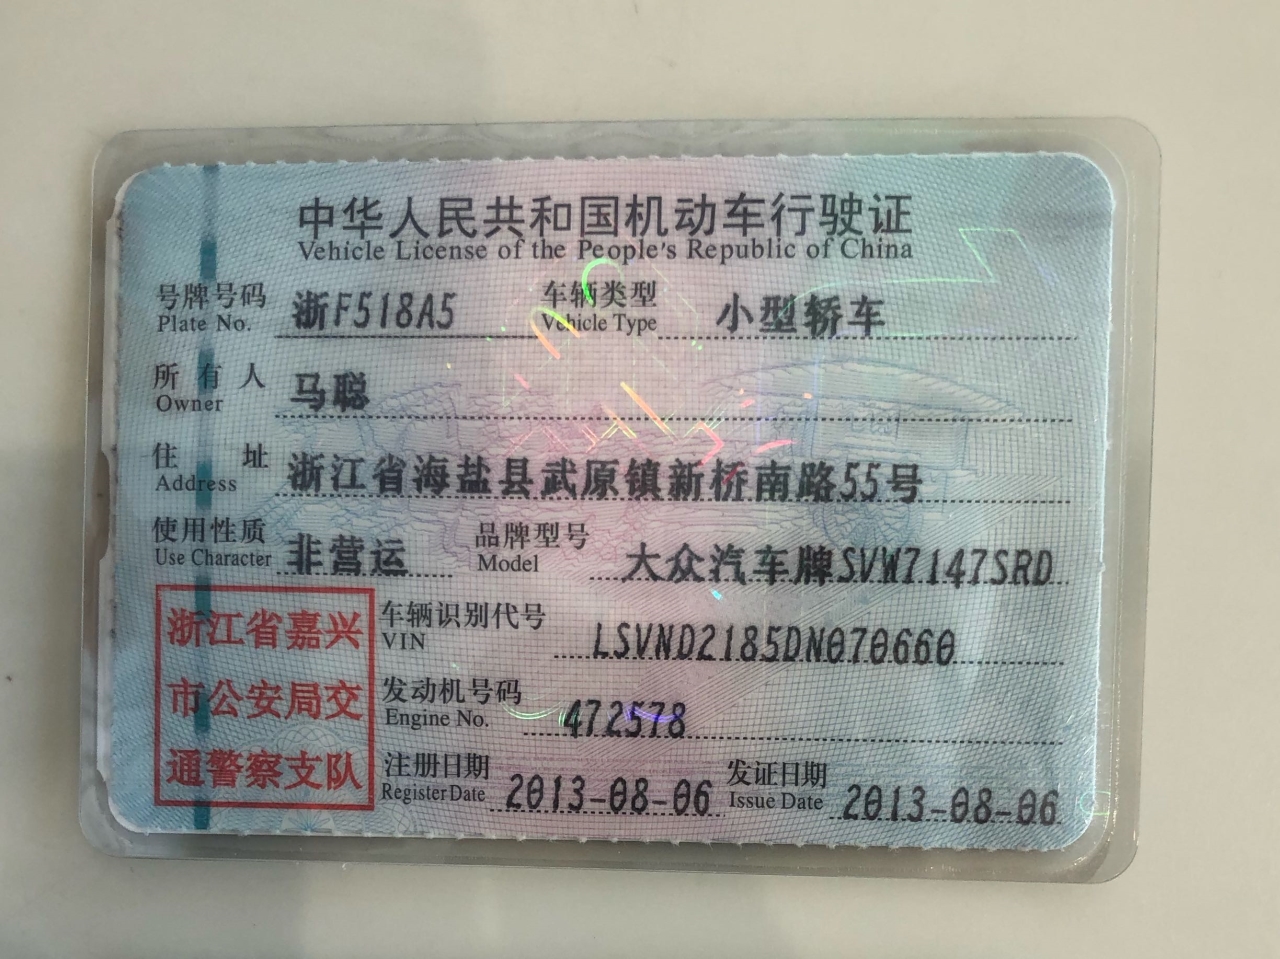 中华人民共和国机动车行驶证
Vehicle License of the People's Republic of China
号牌号码 浙F518A5 车辆类型 小型轿车
Plate No. Vehicle Type
所有人 马聪
Owner
住址 浙江省海盐县武原镇新桥南路55号
Address
使用性质 非营运 品牌型号 大众汽车牌SVW7147SRD
Use Character Model
浙江省嘉兴
市公安局交
通警察支队
车辆识别代号 LSVND2185DN070660
VIN
发动机号码 472578
Engine No.
注册日期 2013-08-06 发证日期 2013-08-06
Register Date Issue Date